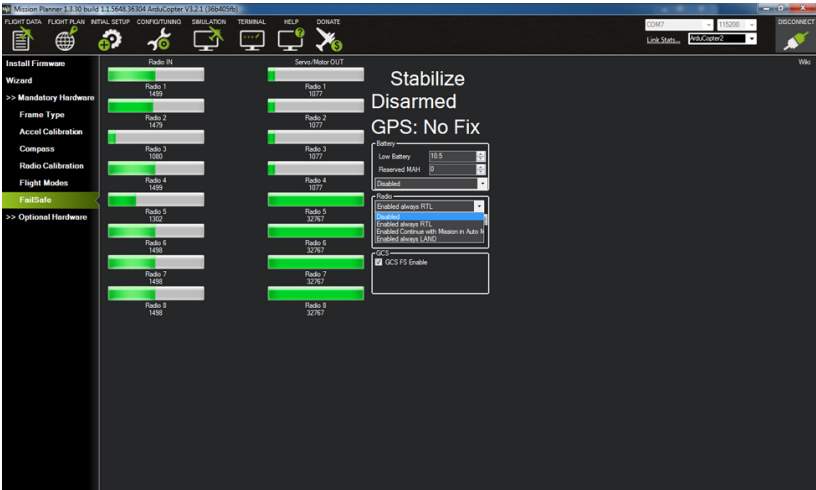 Mission Planner 1.3.30 build 1.1.5648.36304 ArduCopter V3.2.1 (36b405fb)
FLIGHT DATA FLIGHT PLAN INITIAL SETUP CONFIG/TUNING SIMULATION TERMINAL HELP DONATE
COM7 115200 DISCONNECT
Link Stats... ArduCopter2
Install Firmware
Wizard
>> Mandatory Hardware
Frame Type
Accel Calibration
Compass
Radio Calibration
Flight Modes
FailSafe
>> Optional Hardware
Radio IN
Radio 1
1499
Radio 2
1479
Radio 3
1080
Radio 4
1499
Radio 5
1302
Radio 6
1498
Radio 7
1498
Radio 8
1498
Servo/Motor OUT
Radio 1
1077
Radio 2
1077
Radio 3
1077
Radio 4
1077
Radio 5
32767
Radio 6
32767
Radio 7
32767
Radio 8
32767
Wiki
Stabilize
Disarmed
GPS: No Fix
Battery
Low Battery 10.5
Reserved MAH 0
Disabled
Radio
Enabled always RTL
Disabled
Enabled always RTL
Enabled Continue with Mission in Auto M
Enabled always LAND
GCS
GCS FS Enable